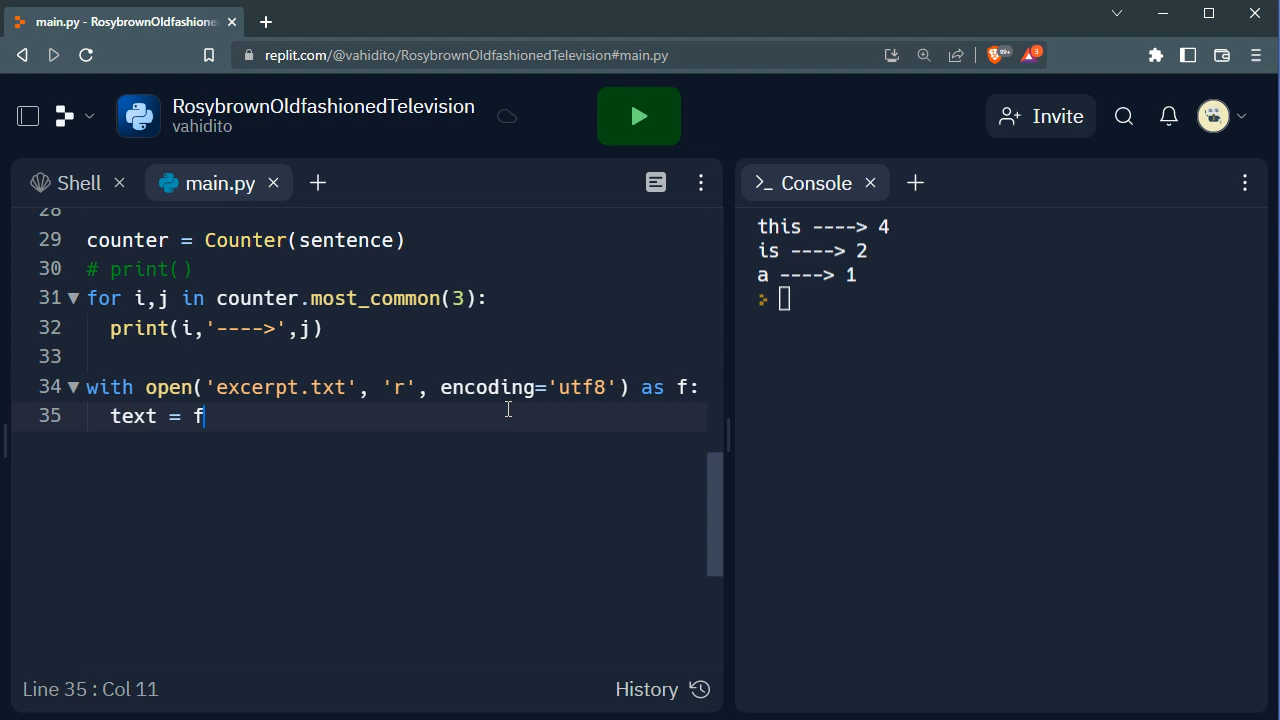 main.py - RosybrownOldfashione
replit.com/@vahidito/RosybrownOldfashionedTelevision#main.py
99+
3
RosybrownOldfashionedTelevision
vahidito
Invite
Shell
main.py
Console
28
29 counter = Counter(sentence)
30 # print()
31 for i,j in counter.most_common(3):
32 print(i,'---->',j)
33
34 with open('excerpt.txt', 'r', encoding='utf8') as f:
35 text = f
Line 35 : Col 11
History
this ----> 4
is ----> 2
a ----> 1